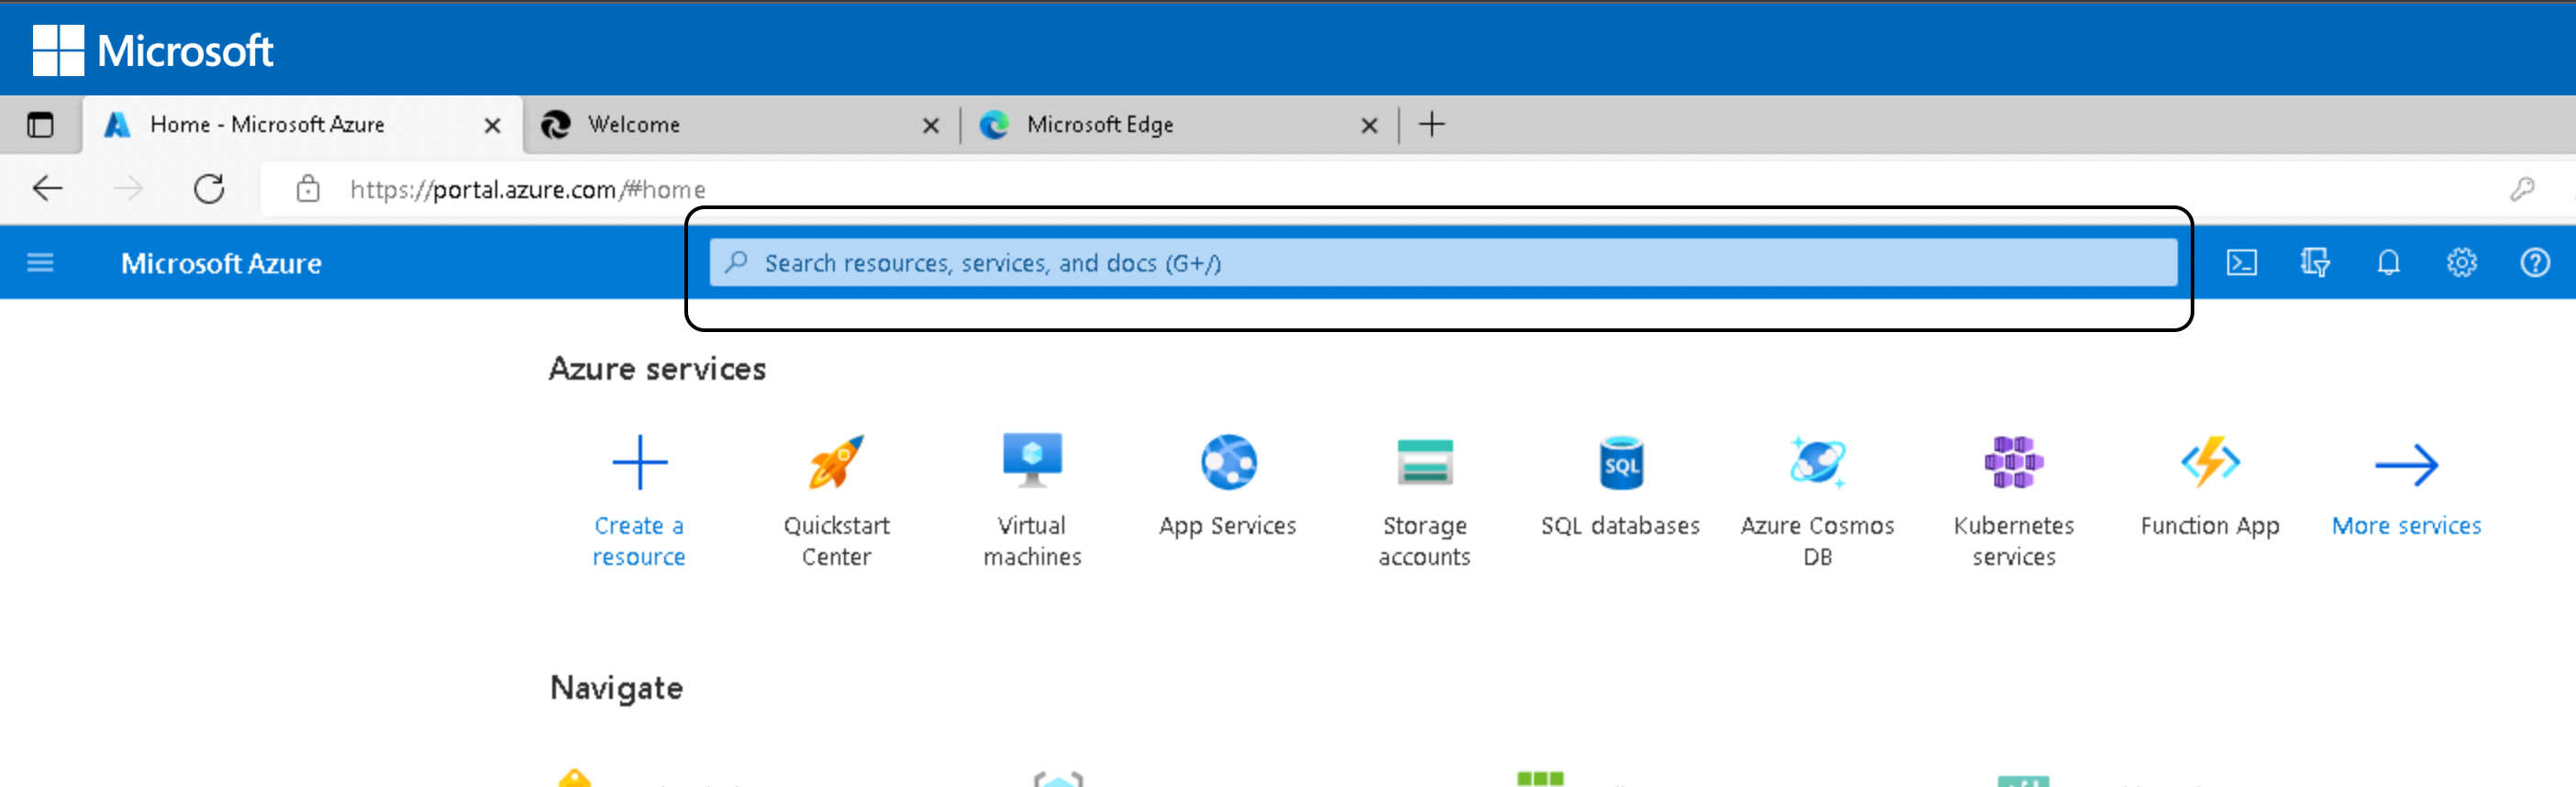 Microsoft
Home - Microsoft Azure
Welcome
Microsoft Edge
https://portal.azure.com/#home
Microsoft Azure
Search resources, services, and docs (G+/)
Azure services
Create a
resource
Quickstart
Center
Virtual
machines
App Services
Storage
accounts
SQL
SQL databases
Azure Cosmos
DB
Kubernetes
services
Function App
More services
Navigate